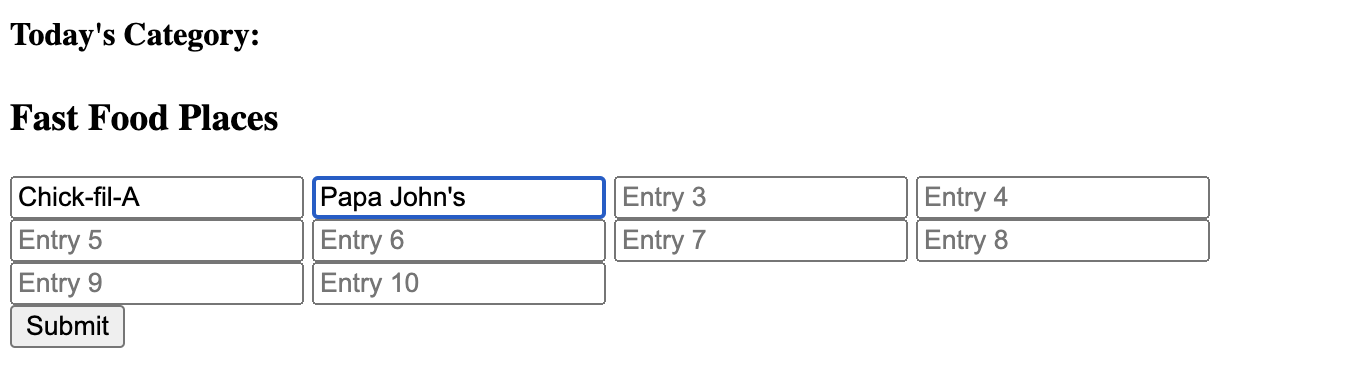 Today's Category:
Fast Food Places
Chick-fil-A Papa John's Entry 3 Entry 4
Entry 5 Entry 6 Entry 7 Entry 8
Entry 9 Entry 10
Submit